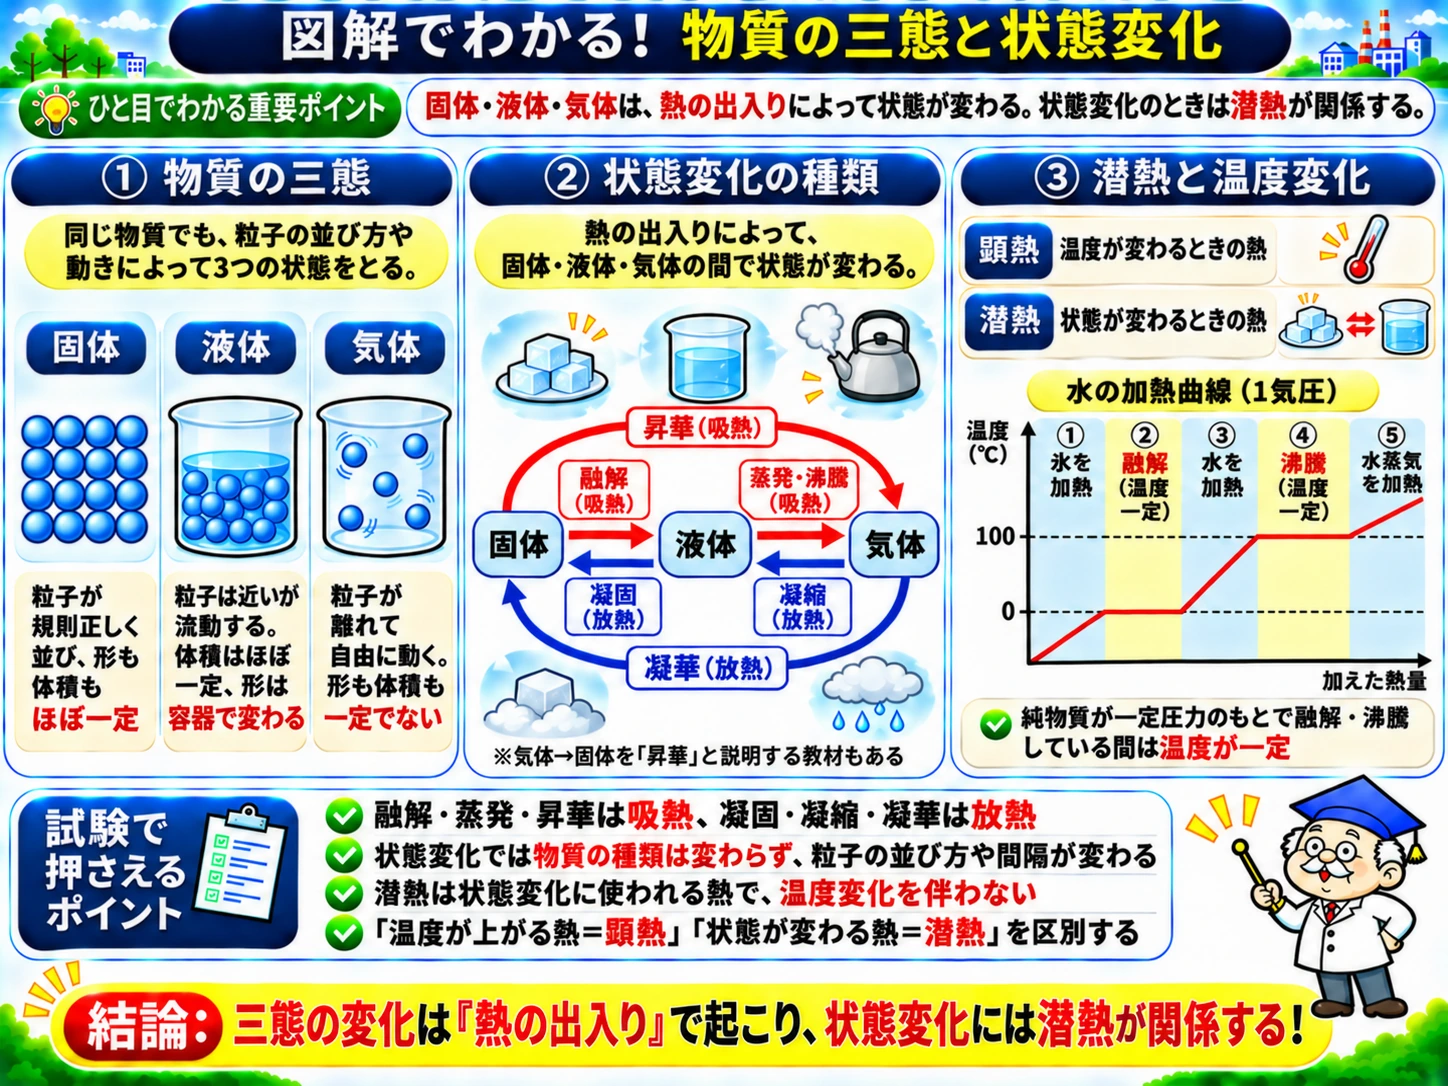 図解でわかる！ 物質の三態と状態変化
ひと目でわかる重要ポイント
固体・液体・気体は、熱の出入りによって状態が変わる。状態変化のときは潜熱が関係する。
① 物質の三態
同じ物質でも、粒子の並び方や
動きによって3つの状態をとる。
固体
液体
気体
粒子が
規則正しく
並び、形も
体積も
ほぼ一定
粒子は近いが
流動する。
体積はほぼ
一定、形は
容器で変わる
粒子が
離れて
自由に動く。
形も体積も
一定でない
② 状態変化の種類
熱の出入りによって、
固体・液体・気体の間で状態が変わる。
昇華（吸熱）
融解
（吸熱）
蒸発・沸騰
（吸熱）
固体
液体
気体
凝固
（放熱）
凝縮
（放熱）
凝華（放熱）
※気体→固体を「昇華」と説明する教材もある
③ 潜熱と温度変化
顕熱
温度が変わるときの熱
潜熱
状態が変わるときの熱
水の加熱曲線（1気圧）
温度
（℃）
①
氷を
加熱
②
融解
（温度
一定）
③
水を
加熱
④
沸騰
（温度
一定）
⑤
水蒸気
を加熱
100
0
加えた熱量
純物質が一定圧力のもとで融解・沸騰
している間は温度が一定
試験で
押さえる
ポイント
融解・蒸発・昇華は吸熱、凝固・凝縮・凝華は放熱
状態変化では物質の種類は変わらず、粒子の並び方や間隔が変わる
潜熱は状態変化に使われる熱で、温度変化を伴わない
「温度が上がる熱＝顕熱」「状態が変わる熱＝潜熱」を区別する
結論：
三態の変化は『熱の出入り』で起こり、状態変化には潜熱が関係する！